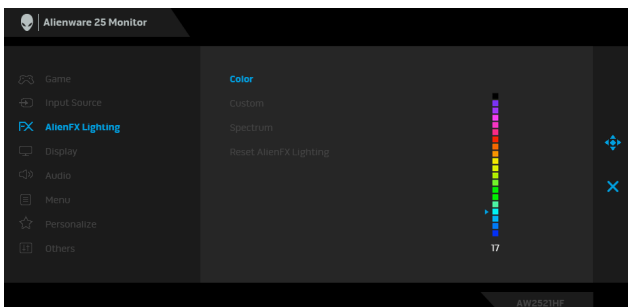 Alienware 25 Monitor
Game
Input Source
FX AlienFX Lighting
Display
Audio
Menu
Personalize
Others
Color
Custom
Spectrum
Reset AlienFX Lighting
17
AW2521HF